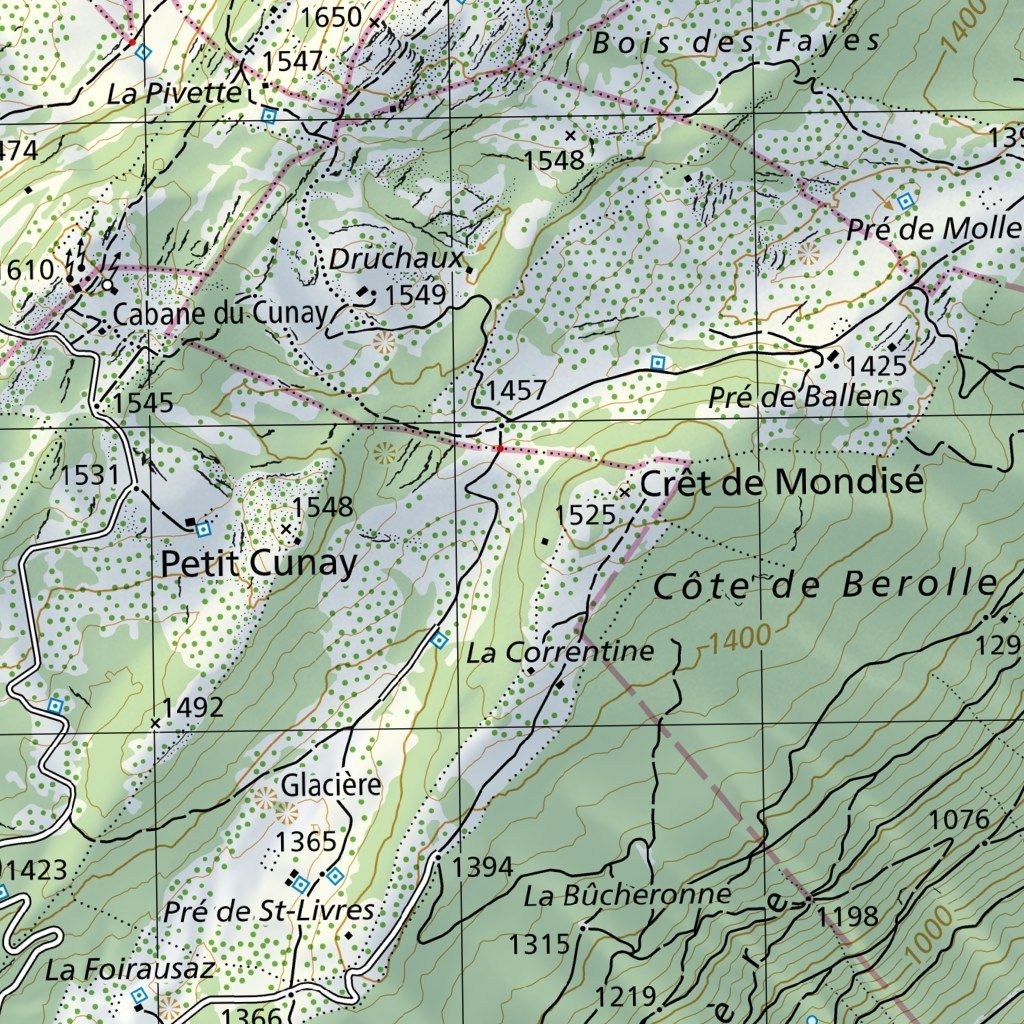 1650
Bois des Fayes
1400
1547
La Pivette
474
1548
139
Pré de Molle
1610
Druchaux
1549
Cabane du Cunay
1425
1457
Pré de Ballens
1545
1531
1548
Crêt de Mondisé
1525
Petit Cunay
Côte de Berolle
1400
La Correntine
129
1492
Glacière
1365
1076
1423
1394
La Bûcheronne
Pré de St-Livres
e
1198
1315
1000
La Foirausaz
r
1219
e
1366